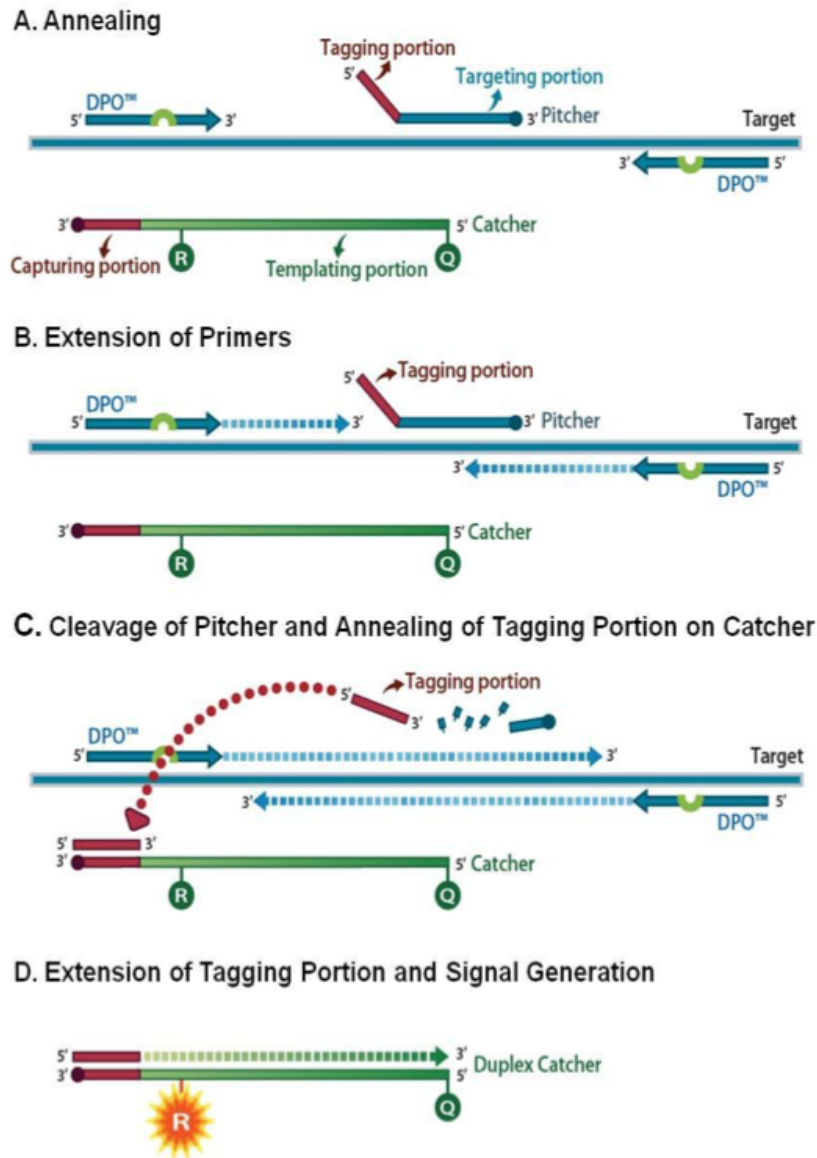 A. Annealing
Tagging portion
5′
Targeting portion
DPO™
5′ 3′
3′ Pitcher
Target
3′ 5′
DPO™
3′ 5′ Catcher
R Q
Capturing portion
Templating portion
B. Extension of Primers
5′ Tagging portion
DPO™
5′ 3′
3′ Pitcher
Target
3′ 5′
DPO™
3′ 5′ Catcher
R Q
C. Cleavage of Pitcher and Annealing of Tagging Portion on Catcher
5′ Tagging portion
3′
DPO™
5′ 3′
Target
3′ 5′
DPO™
5′ 3′
3′ 5′ Catcher
R Q
D. Extension of Tagging Portion and Signal Generation
5′ 3′
Duplex Catcher
3′ 5′
R Q